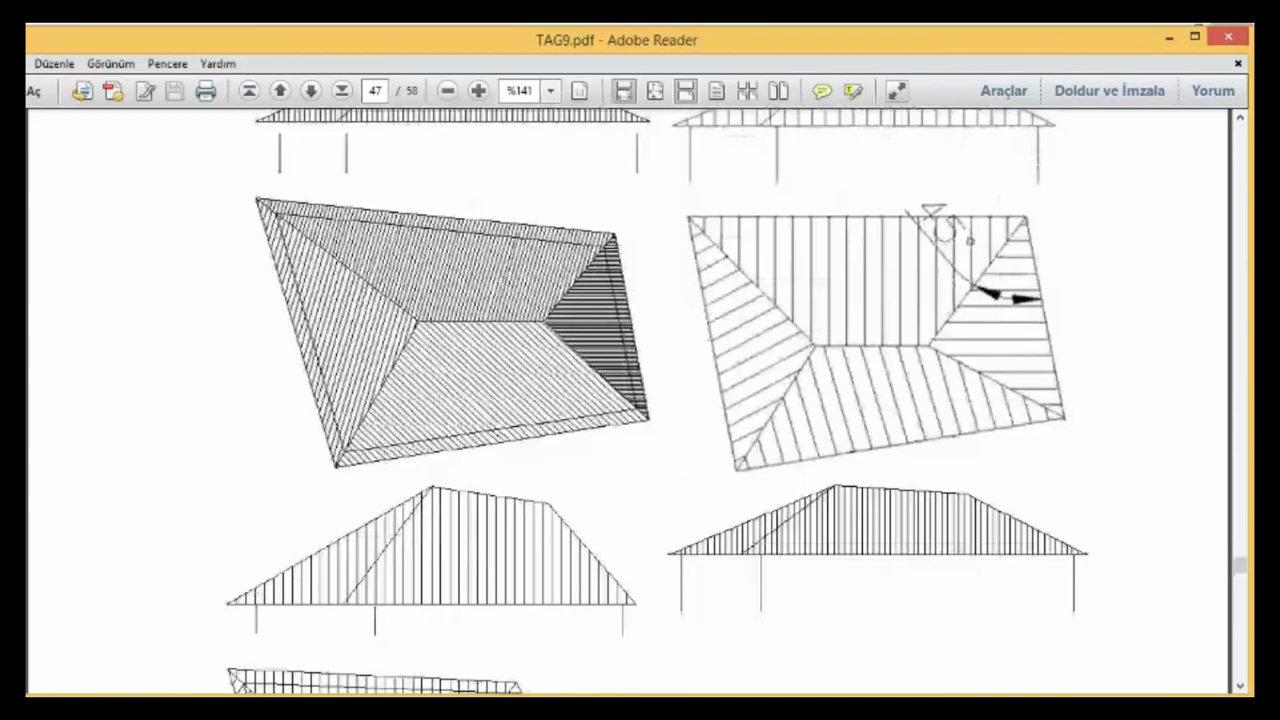 TAG9.pdf - Adobe Reader
Düzenle Görünüm Pencere Yardım
Aç 47 / 58 %141 Araçlar Doldur ve İmzala Yorum